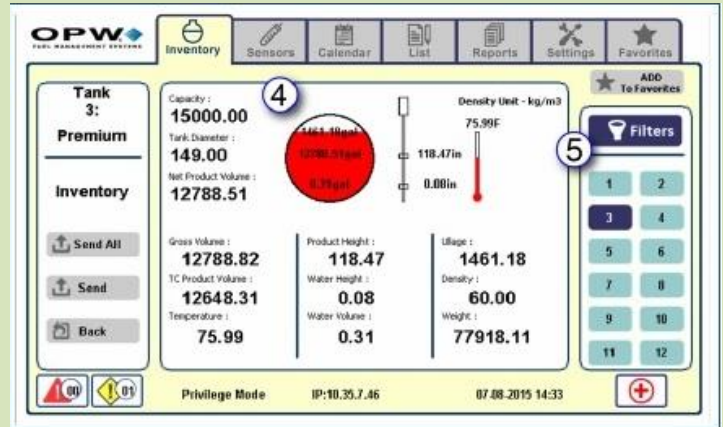 OPW
FUEL MANAGEMENT SYSTEMS
Inventory
Sensors
Calendar
List
Reports
Settings
Favorites
ADD
To Favorites
Tank
3:
Premium
Inventory
Send All
Send
Back
4
Capacity :
15000.00
Tank Diameter :
149.00
Net Product Volume :
12788.51
1461.18gal
12788.51gal
0.31gal
118.47in
0.08in
Density Unit - kg/m3
75.99F
Gross Volume :
12788.82
TC Product Volume :
12648.31
Temperature :
75.99
Product Height :
118.47
Water Height :
0.08
Water Volume :
0.31
Ullage :
1461.18
Density :
60.00
Weight :
77918.11
5
Filters
1 2
3 4
5 6
7 8
9 10
11 12
00
01
Privilege Mode IP:10.35.7.46 07-08-2015 14:33